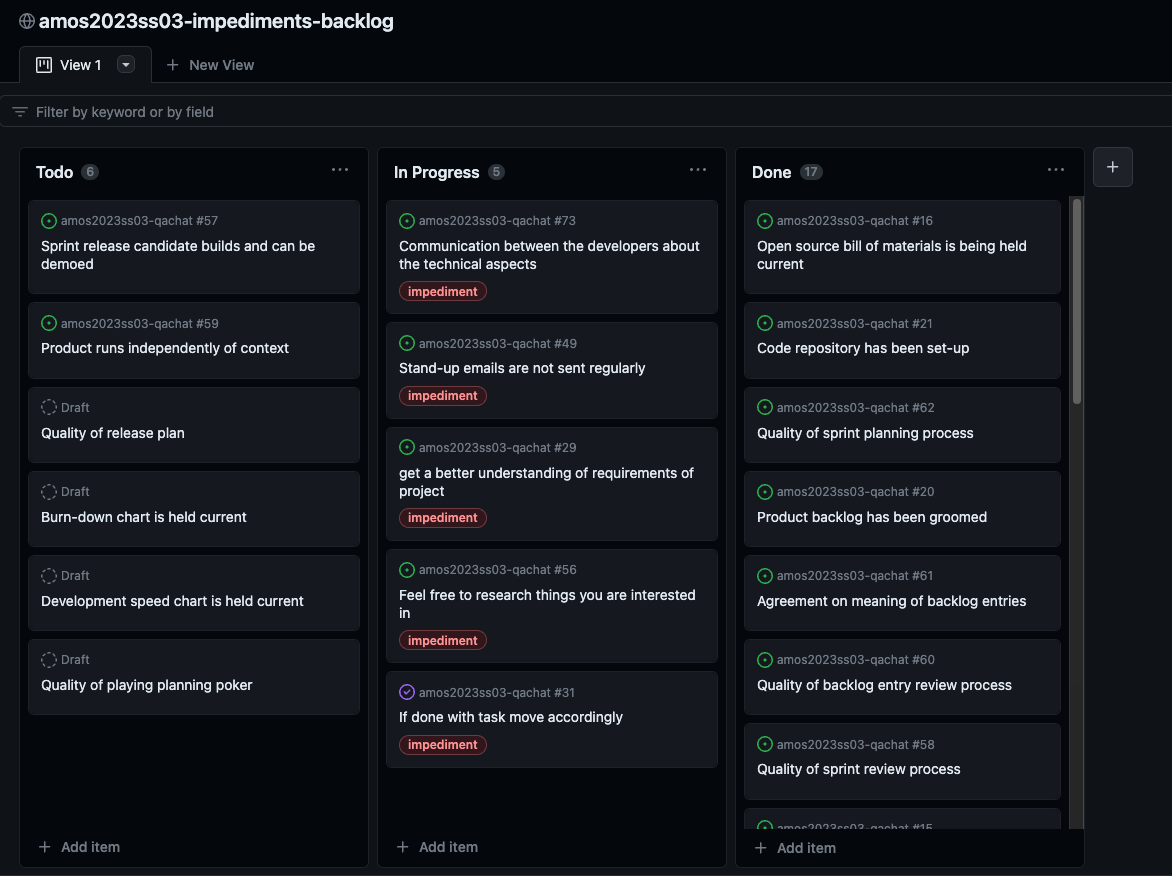 amos2023ss03-impediments-backlog
View 1
New View
Filter by keyword or by field
Todo 6
amos2023ss03-qachat #57
Sprint release candidate builds and can be
demoed
amos2023ss03-qachat #59
Product runs independently of context
Draft
Quality of release plan
Draft
Burn-down chart is held current
Draft
Development speed chart is held current
Draft
Quality of playing planning poker
Add item
In Progress 5
amos2023ss03-qachat #73
Communication between the developers about
the technical aspects
impediment
amos2023ss03-qachat #49
Stand-up emails are not sent regularly
impediment
amos2023ss03-qachat #29
get a better understanding of requirements of
project
impediment
amos2023ss03-qachat #56
Feel free to research things you are interested
in
impediment
amos2023ss03-qachat #31
If done with task move accordingly
impediment
Add item
Done 17
amos2023ss03-qachat #16
Open source bill of materials is being held
current
amos2023ss03-qachat #21
Code repository has been set-up
amos2023ss03-qachat #62
Quality of sprint planning process
amos2023ss03-qachat #20
Product backlog has been groomed
amos2023ss03-qachat #61
Agreement on meaning of backlog entries
amos2023ss03-qachat #60
Quality of backlog entry review process
amos2023ss03-qachat #58
Quality of sprint review process
amos2023ss03-qachat #15
Add item